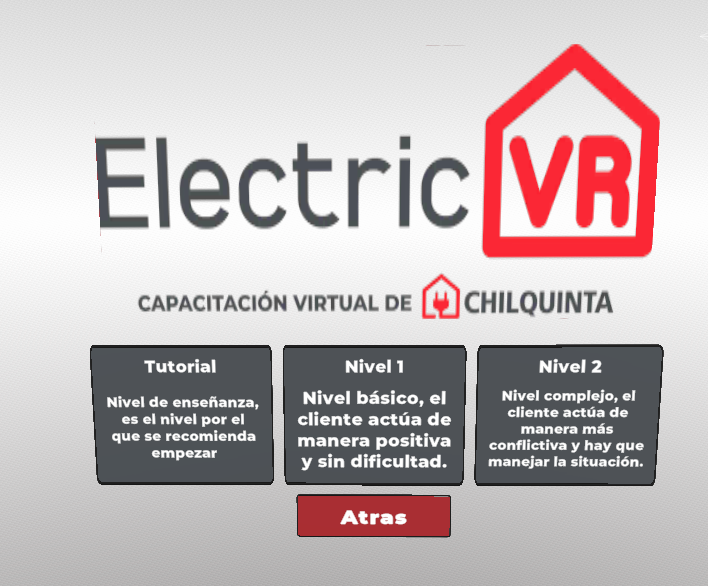 Electric VR
CAPACITACIÓN VIRTUAL DE CHILQUINTA
Tutorial
Nivel de enseñanza,
es el nivel por el
que se recomienda
empezar
Nivel 1
Nivel básico, el
cliente actúa de
manera positiva
y sin dificultad.
Nivel 2
Nivel complejo, el
cliente actúa de
manera más
conflictiva y hay que
manejar la situación.
Atras